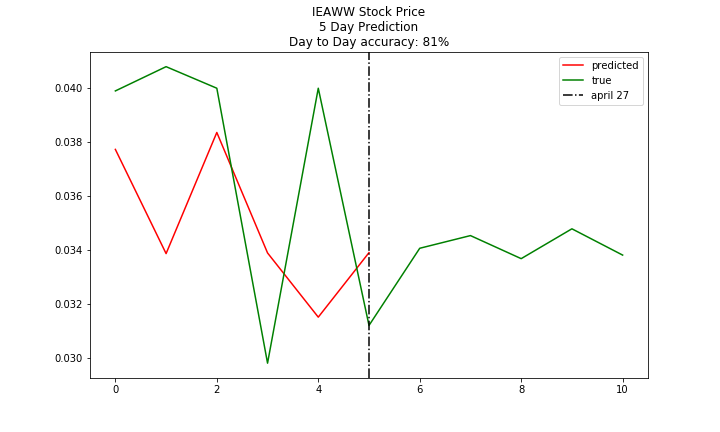 IEAWW Stock Price
5 Day Prediction
Day to Day accuracy: 81%
predicted
true
april 27
0.040
0.038
0.036
0.034
0.032
0.030
0
2
4
6
8
10